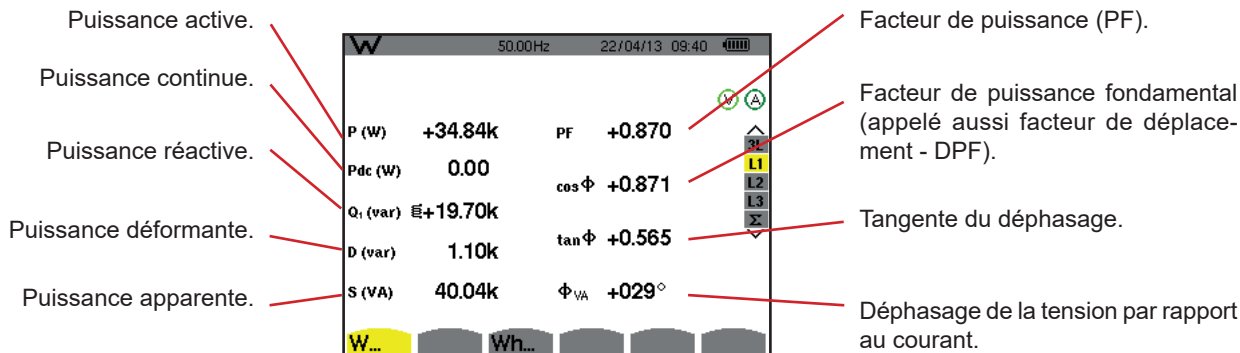 Puissance active.
Puissance continue.
Puissance réactive.
Puissance déformante.
Puissance apparente.
W 50.00Hz 22/04/13 09:40
V A
P (W) +34.84k PF +0.870
Pdc (W) 0.00
cos Φ +0.871
Q₁ (var) +19.70k
tan Φ +0.565
D (var) 1.10k
S (VA) 40.04k Φ VA +029°
3L
L1
L2
L3
Σ
W... Wh...
Facteur de puissance (PF).
Facteur de puissance fondamental
(appelé aussi facteur de déplace-
ment - DPF).
Tangente du déphasage.
Déphasage de la tension par rapport
au courant.